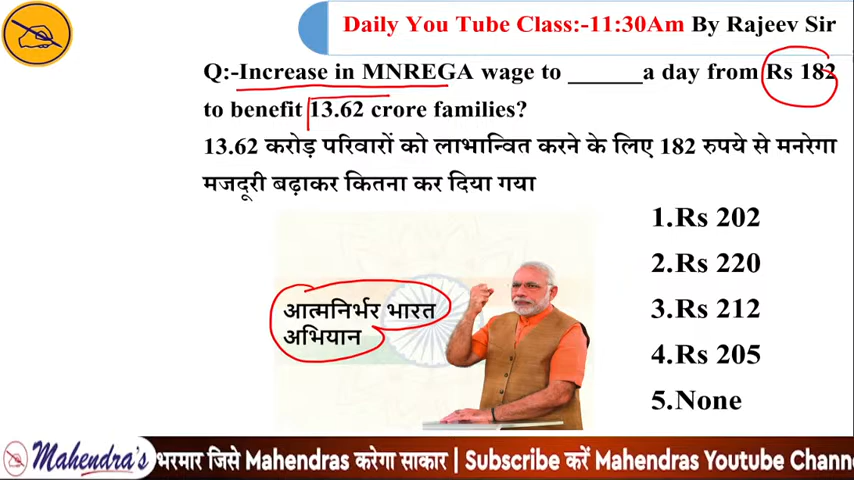 Daily You Tube Class:-11:30Am By Rajeev Sir
Q:-Increase in MNREGA wage to ______a day from Rs 182
to benefit 13.62 crore families?
13.62 करोड़ परिवारों को लाभान्वित करने के लिए 182 रुपये से मनरेगा
मजदूरी बढ़ाकर कितना कर दिया गया
1.Rs 202
2.Rs 220
3.Rs 212
4.Rs 205
5.None
आत्मनिर्भर भारत
अभियान
Mahendra's भरमार जिसे Mahendras करेगा साकार | Subscribe करें Mahendras Youtube Chann